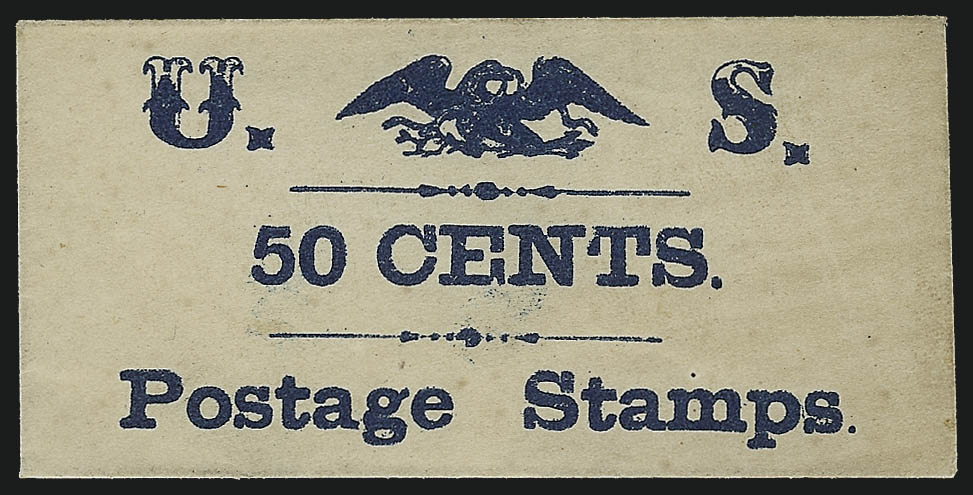 U. S.
50 CENTS.
Postage Stamps.